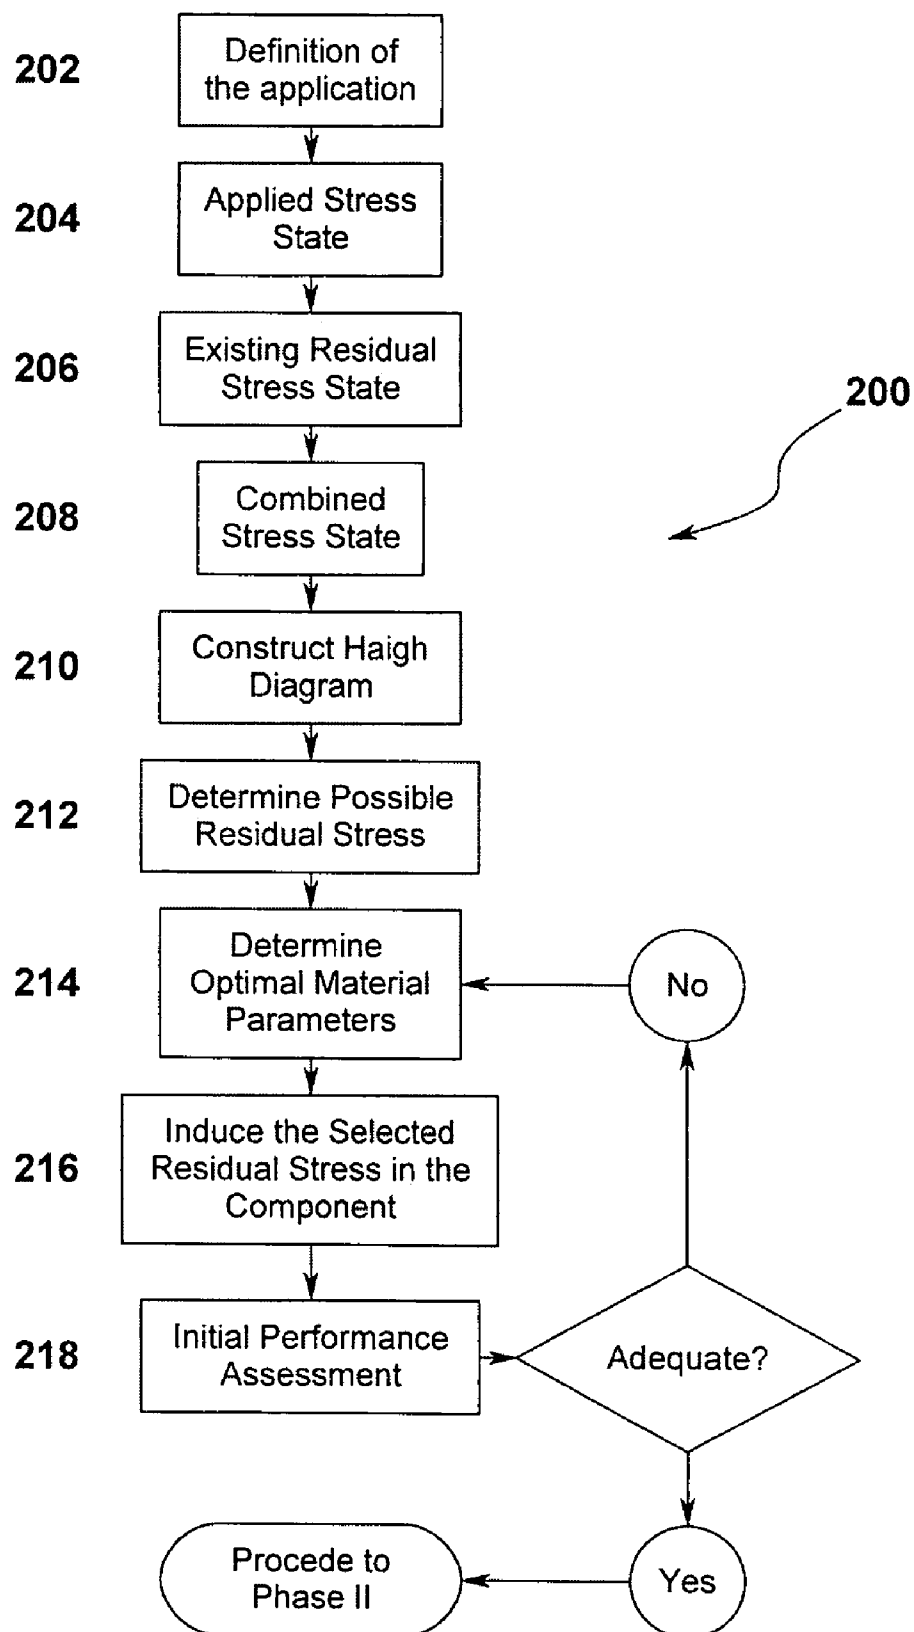 202
Definition of
the application
204
Applied Stress
State
206
Existing Residual
Stress State
200
208
Combined
Stress State
210
Construct Haigh
Diagram
212
Determine Possible
Residual Stress
214
Determine
Optimal Material
Parameters
No
216
Induce the Selected
Residual Stress in the
Component
218
Initial Performance
Assessment
Adequate?
Procede to
Phase II
Yes